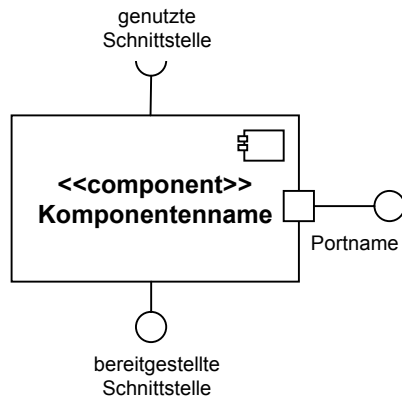 genutzte
Schnittstelle
<<component>>
Komponentenname
Portname
bereitgestellte
Schnittstelle